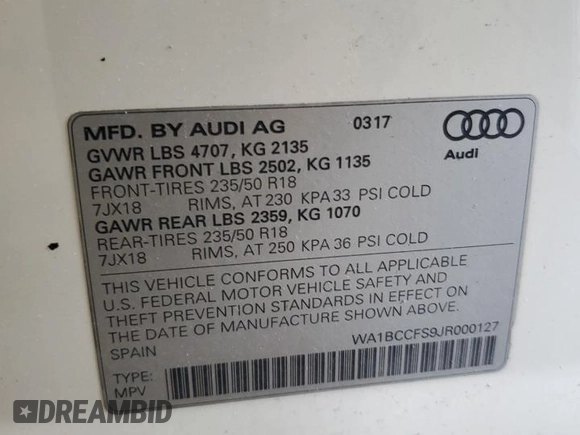 MFD. BY AUDI AG 0317
GVWR LBS 4707, KG 2135
GAWR FRONT LBS 2502, KG 1135
FRONT-TIRES 235/50 R18
7JX18 RIMS, AT 230 KPA 33 PSI COLD
GAWR REAR LBS 2359, KG 1070
REAR-TIRES 235/50 R18
7JX18 RIMS, AT 250 KPA 36 PSI COLD
Audi
THIS VEHICLE CONFORMS TO ALL APPLICABLE
U.S. FEDERAL MOTOR VEHICLE SAFETY AND
THEFT PREVENTION STANDARDS IN EFFECT ON
THE DATE OF MANUFACTURE SHOWN ABOVE.
SPAIN WA1BCCFS9JR000127
TYPE:
MPV
DREAMBID